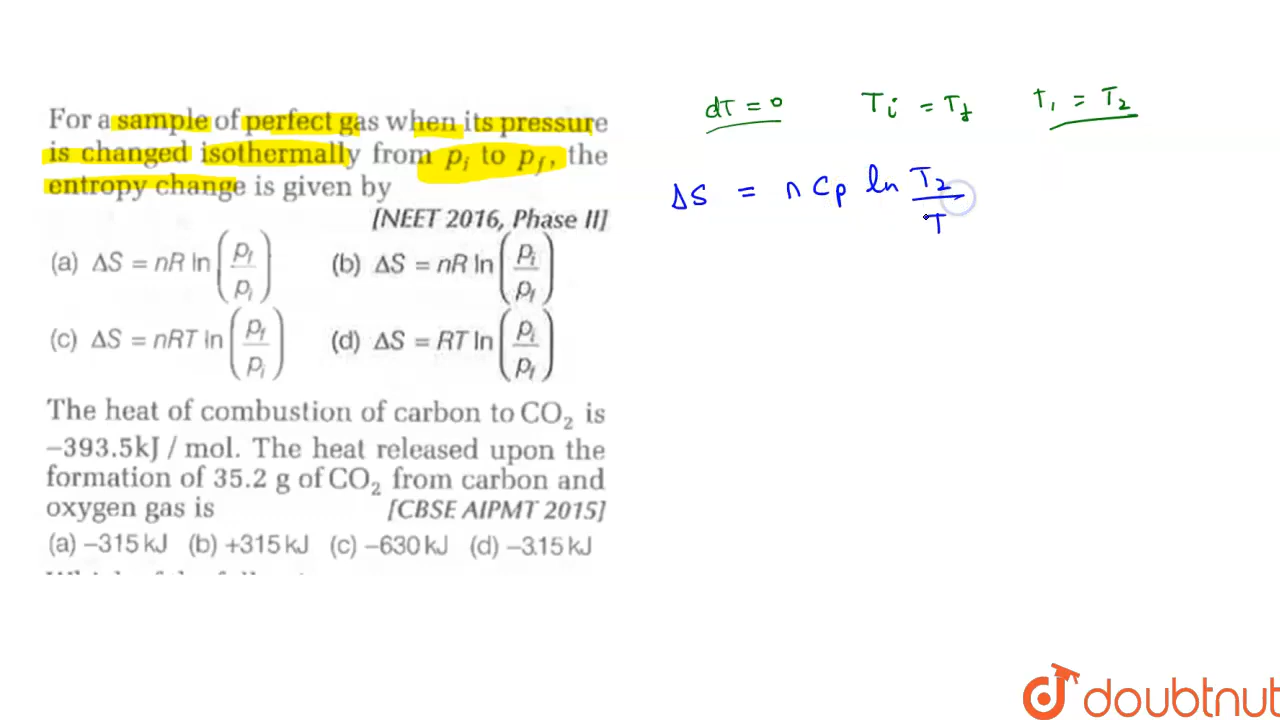 For a sample of perfect gas when its pressure
is changed isothermally from pᵢ to p_f, the
entropy change is given by
[NEET 2016, Phase II]
(a) ΔS = nR ln (p_f / p_i) (b) ΔS = nR ln (p_i / p_f)
(c) ΔS = nRT ln (p_f / p_i) (d) ΔS = RT ln (p_i / p_f)
The heat of combustion of carbon to CO₂ is
–393.5kJ / mol. The heat released upon the
formation of 35.2 g of CO₂ from carbon and
oxygen gas is [CBSE AIPMT 2015]
(a) –315 kJ (b) +315 kJ (c) –630 kJ (d) –3.15 kJ
dT = 0 Tᵢ = T_f T₁ = T₂
ΔS = n Cp ln T₂ / T
doubtnut